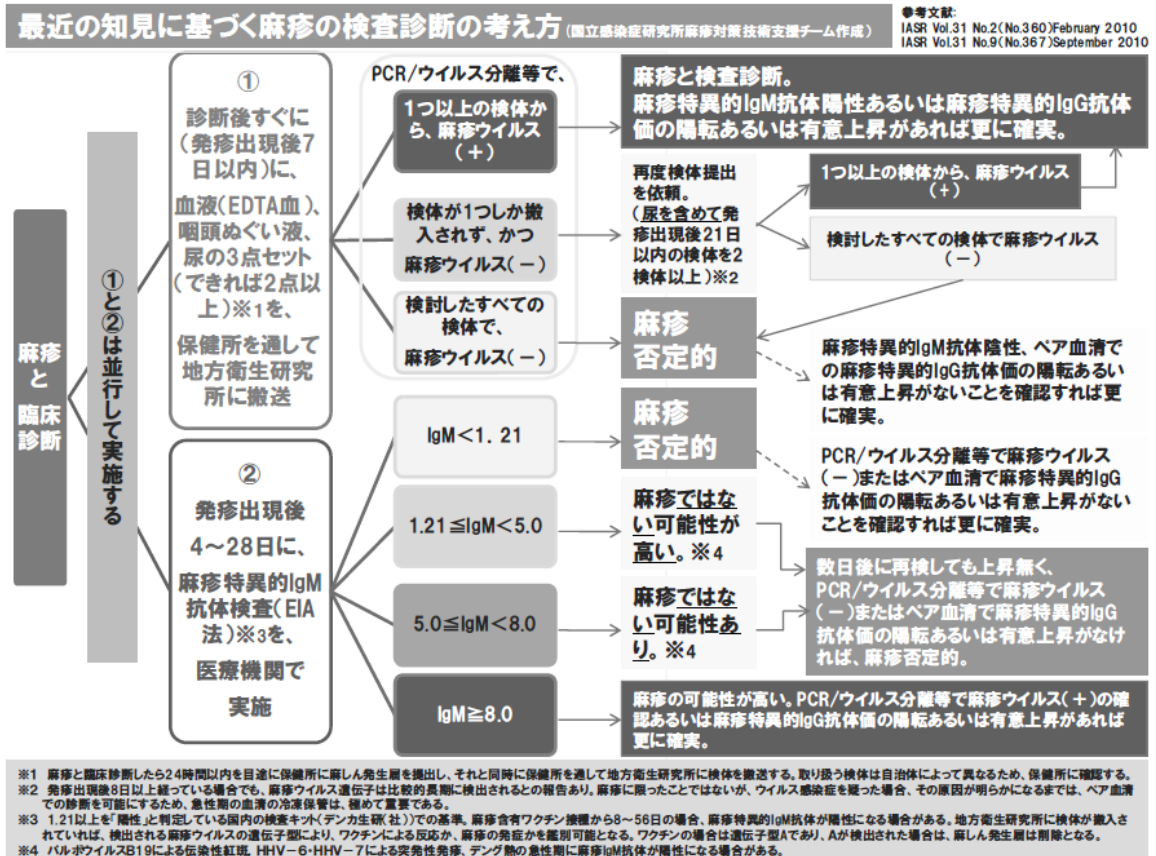 最近の知見に基づく麻疹の検査診断の考え方(国立感染症研究所麻疹対策技術支援チーム作成)
参考文献:
IASR Vol.31 No.2(No.360)February 2010
IASR Vol.31 No.9(No.367)September 2010
麻疹
と
臨床
診断
①と②は並行して実施する
①
診断後すぐに
(発疹出現後7
日以内)に、
血液(EDTA血)、
咽頭ぬぐい液、
尿の3点セット
(できれば2点以
上)※1を、
保健所を通して
地方衛生研究
所に搬送
PCR/ウイルス分離等で、
1つ以上の検体か
ら、麻疹ウイルス
(+)
検体が1つしか搬
入されず、かつ
麻疹ウイルス(-)
検討したすべての
検体で、
麻疹ウイルス(-)
麻疹と検査診断。
麻疹特異的IgM抗体陽性あるいは麻疹特異的IgG抗体
価の陽転あるいは有意上昇があれば更に確実。
再度検体提出
を依頼。
(尿を含めて発
疹出現後21日
以内の検体を2
検体以上)※2
1つ以上の検体から、麻疹ウイルス
(+)
検討したすべての検体で麻疹ウイルス
(-)
麻疹
否定的
麻疹特異的IgM抗体陰性、ペア血清で
の麻疹特異的IgG抗体価の陽転あるい
は有意上昇がないことを確認すれば更
に確実。
②
発疹出現後
4~28日に、
麻疹特異的IgM
抗体検査(EIA
法)※3を、
医療機関で
実施
IgM<1.21
1.21≦IgM<5.0
5.0≦IgM<8.0
IgM≧8.0
麻疹
否定的
PCR/ウイルス分離等で麻疹ウイルス
(-)またはペア血清で麻疹特異的IgG
抗体価の陽転あるいは有意上昇がない
ことを確認すれば更に確実。
麻疹ではな
い可能性が
高い。※4
麻疹ではな
い可能性あ
り。※4
数日後に再検しても上昇無く、
PCR/ウイルス分離等で麻疹ウイルス
(-)またはペア血清で麻疹特異的IgG
抗体価の陽転あるいは有意上昇がなけ
れば、麻疹否定的。
麻疹の可能性が高い。PCR/ウイルス分離等で麻疹ウイルス(+)の確
認あるいは麻疹特異的IgG抗体価の陽転あるいは有意上昇があれば
更に確実。
※1 麻疹と臨床診断したら24時間以内を目途に保健所に麻しん発生届を提出し、それと同時に保健所を通して地方衛生研究所に検体を搬送する。取り扱う検体は自治体によって異なるため、保健所に確認する。
※2 発疹出現後8日以上経っている場合でも、麻疹ウイルス遺伝子は比較的長期に検出されるとの報告あり。麻疹に限ったことではないが、ウイルス感染症を疑った場合、その原因が明らかになるまでは、ペア血清
での診断を可能にするため、急性期の血清の冷凍保管は、極めて重要である。
※3 1.21以上を「陽性」と判定している国内の検査キット(デンカ生研(社))での基準。麻疹含有ワクチン接種から8~56日の場合、麻疹特異的IgM抗体が陽性になる場合がある。地方衛生研究所に検体が搬入さ
れていれば、検出される麻疹ウイルスの遺伝子型により、ワクチンによる反応か、麻疹の発症かを鑑別可能となる。ワクチンの場合は遺伝子型Aであり、Aが検出された場合は、麻しん発生届は削除となる。
※4 パルボウイルスB19による伝染性紅斑、HHV-6・HHV-7による突発性発疹、デング熱の急性期に麻疹IgM抗体が陽性になる場合がある。